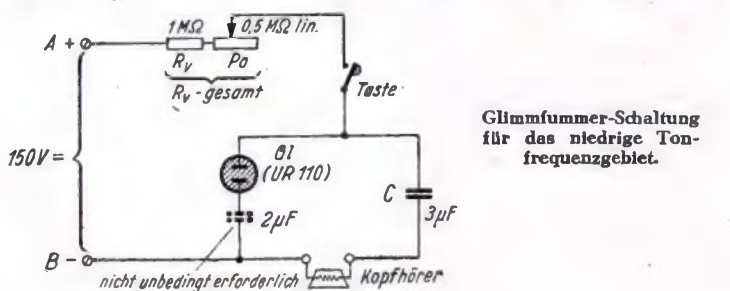 1MΩ
0,5 MΩ lin.
A +
Rv
Po
Rv-gesamt
Taste
150V =
Gl
(UR 110)
C
2µF
3µF
B -
nicht unbedingt erforderlich
Kopfhörer
Glimmfummer-Schaltung
für das niedrige Ton-
frequenzgebiet.